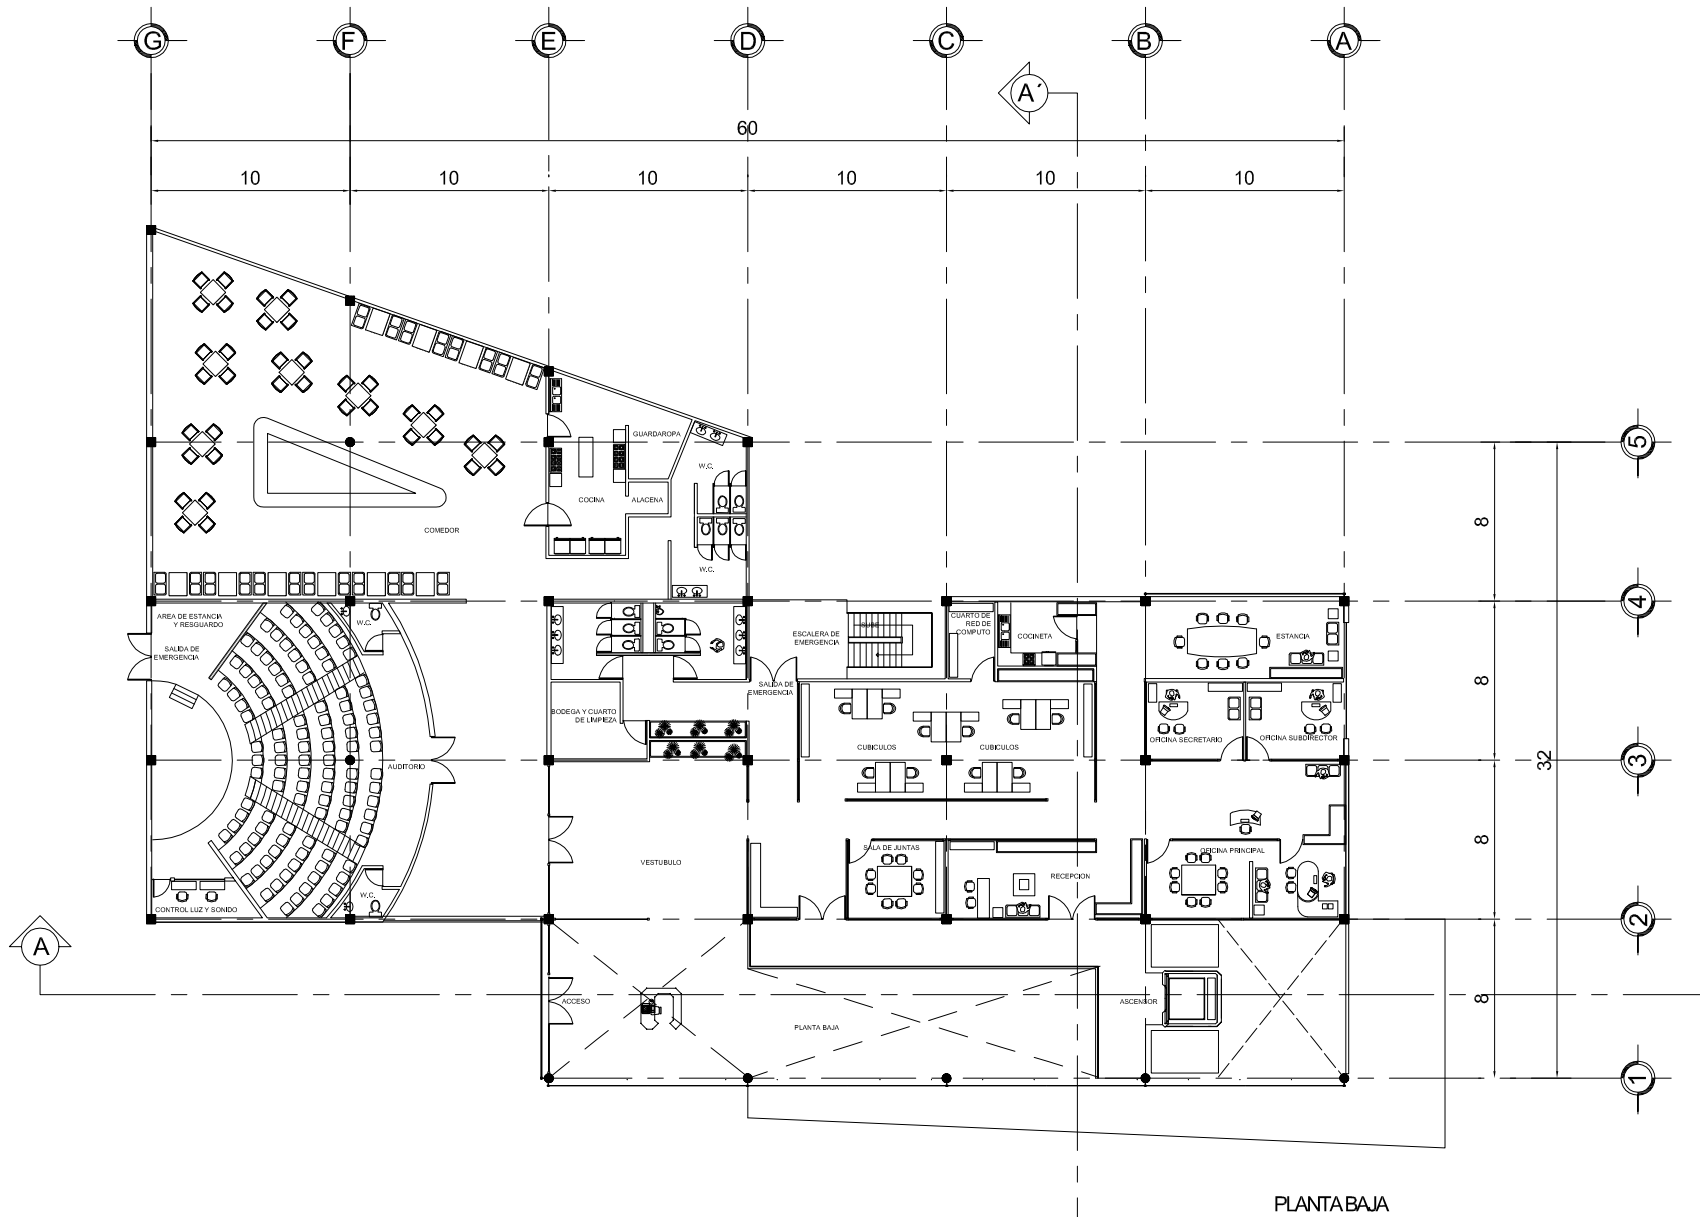 G F E D C B A
A´
60
10 10 10 10 10 10
GUARDAROPA
5
W.C.
COCINA
ALACENA
8
COMEDOR
W.C.
4
AREA DE ESTANCIA
Y RESGUARDO
W.C.
SALIDA DE
EMERGENCIA
ESCALERA DE
EMERGENCIA
SUBE
CUARTO DE
RED DE
COMPUTO
COCINETA
ESTANCIA
8
SALIDA DE
EMERGENCIA
BODEGA Y CUARTO
DE LIMPIEZA
CUBICULOS
CUBICULOS
OFICINA SECRETARIO
OFICINA SUBDIRECTOR
AUDITORIO
32
3
8
SALA DE JUNTAS
OFICINA PRINCIPAL
VESTUBULO
RECEPCION
W.C.
CONTROL LUZ Y SONIDO
2
A
ACCESO
ASCENSOR
8
PLANTA BAJA
1
PLANTA BAJA